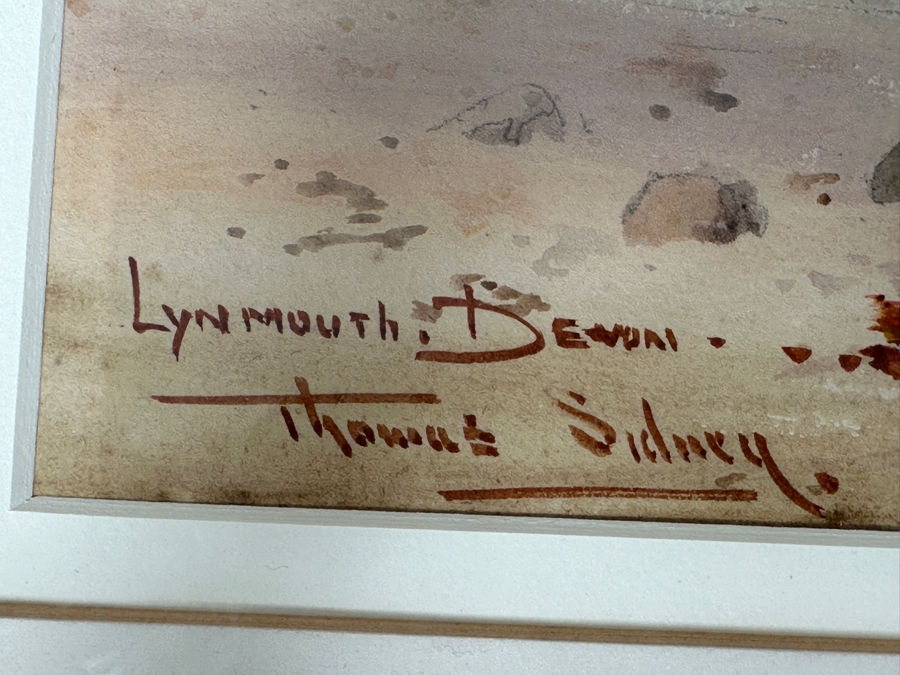 Lynmouth. Devon.
Thomas Sidney.